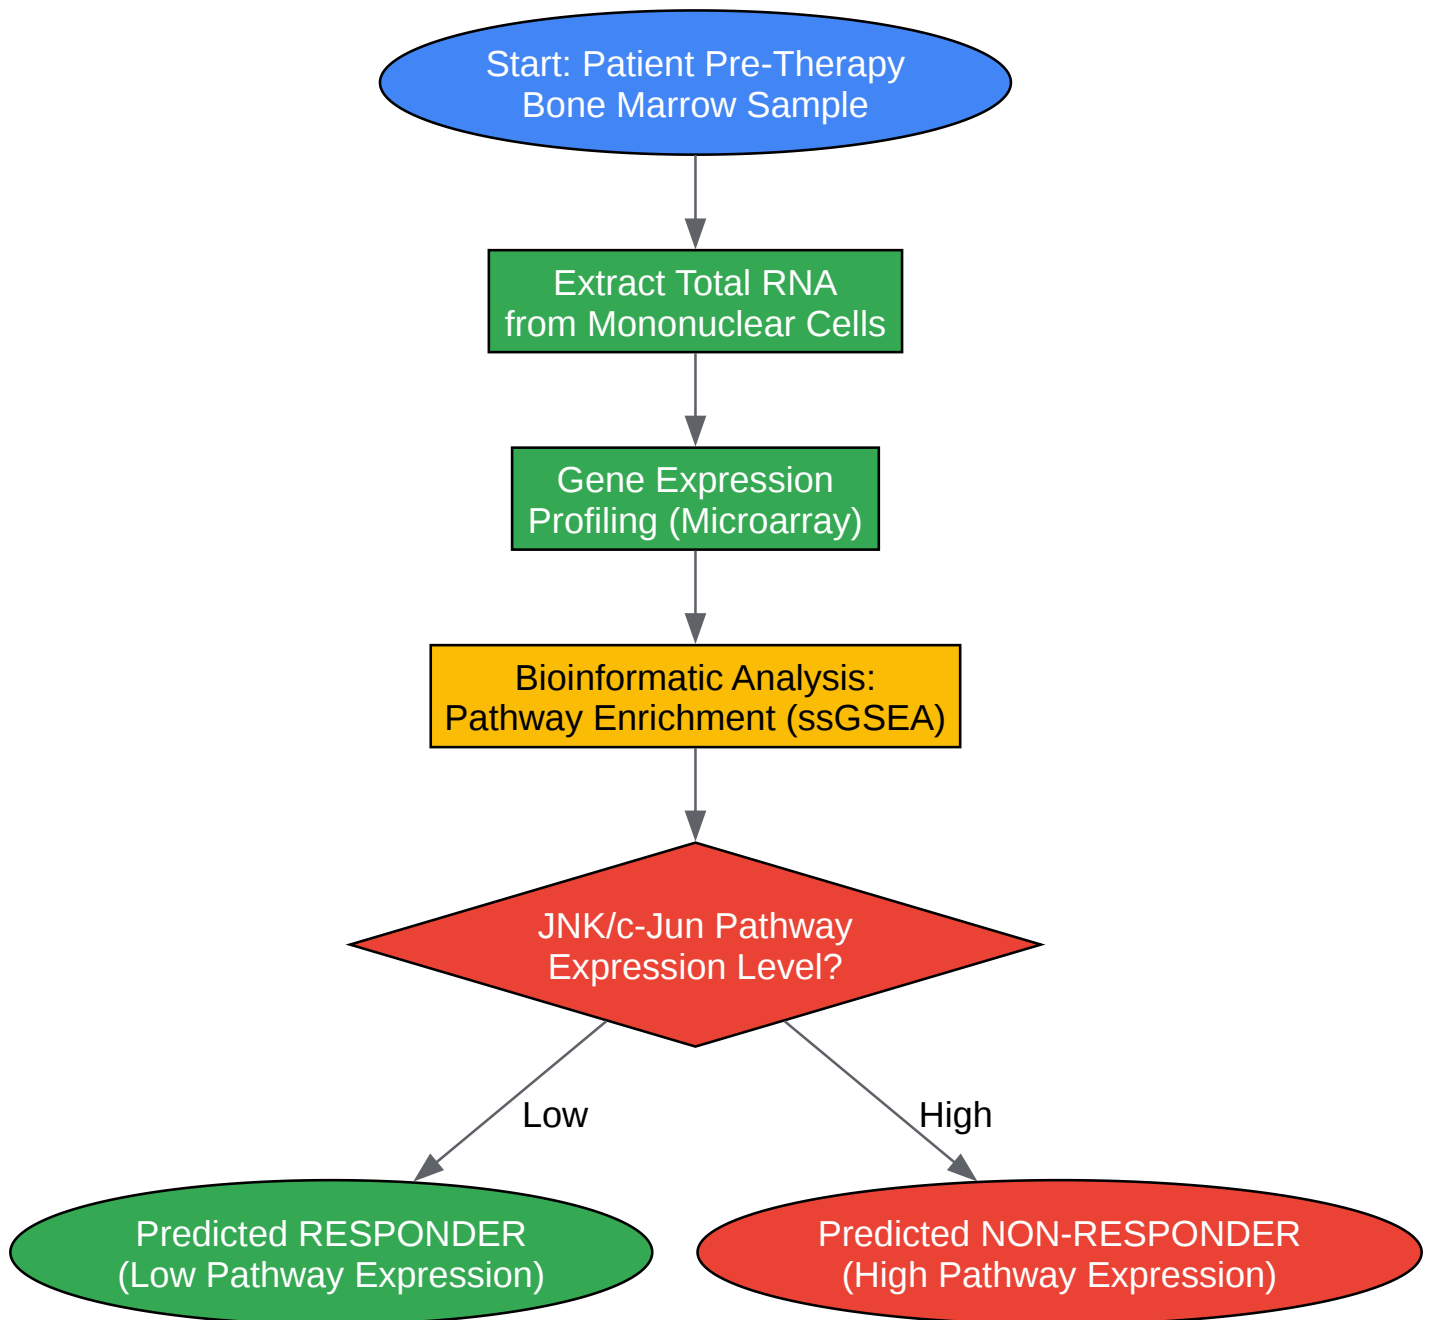 Start: Patient Pre-Therapy
Bone Marrow Sample
Extract Total RNA
from Mononuclear Cells
Gene Expression
Profiling (Microarray)
Bioinformatic Analysis:
Pathway Enrichment (ssGSEA)
JNK/c-Jun Pathway
Expression Level?
Low
High
Predicted RESPONDER
(Low Pathway Expression)
Predicted NON-RESPONDER
(High Pathway Expression)